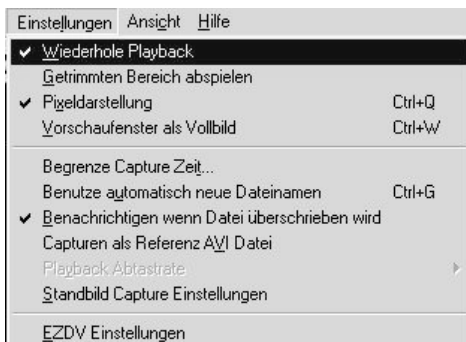 Einstellungen Ansicht Hilfe
Wiederhole Playback
Getrimmten Bereich abspielen
Pixeldarstellung Ctrl+Q
Vorschaufenster als Vollbild Ctrl+W
Begrenze Capture Zeit...
Benutze automatisch neue Dateinamen Ctrl+G
Benachrichtigen wenn Datei überschrieben wird
Capturen als Referenz AVI Datei
Playback Abtastrate
Standbild Capture Einstellungen
EZDV Einstellungen